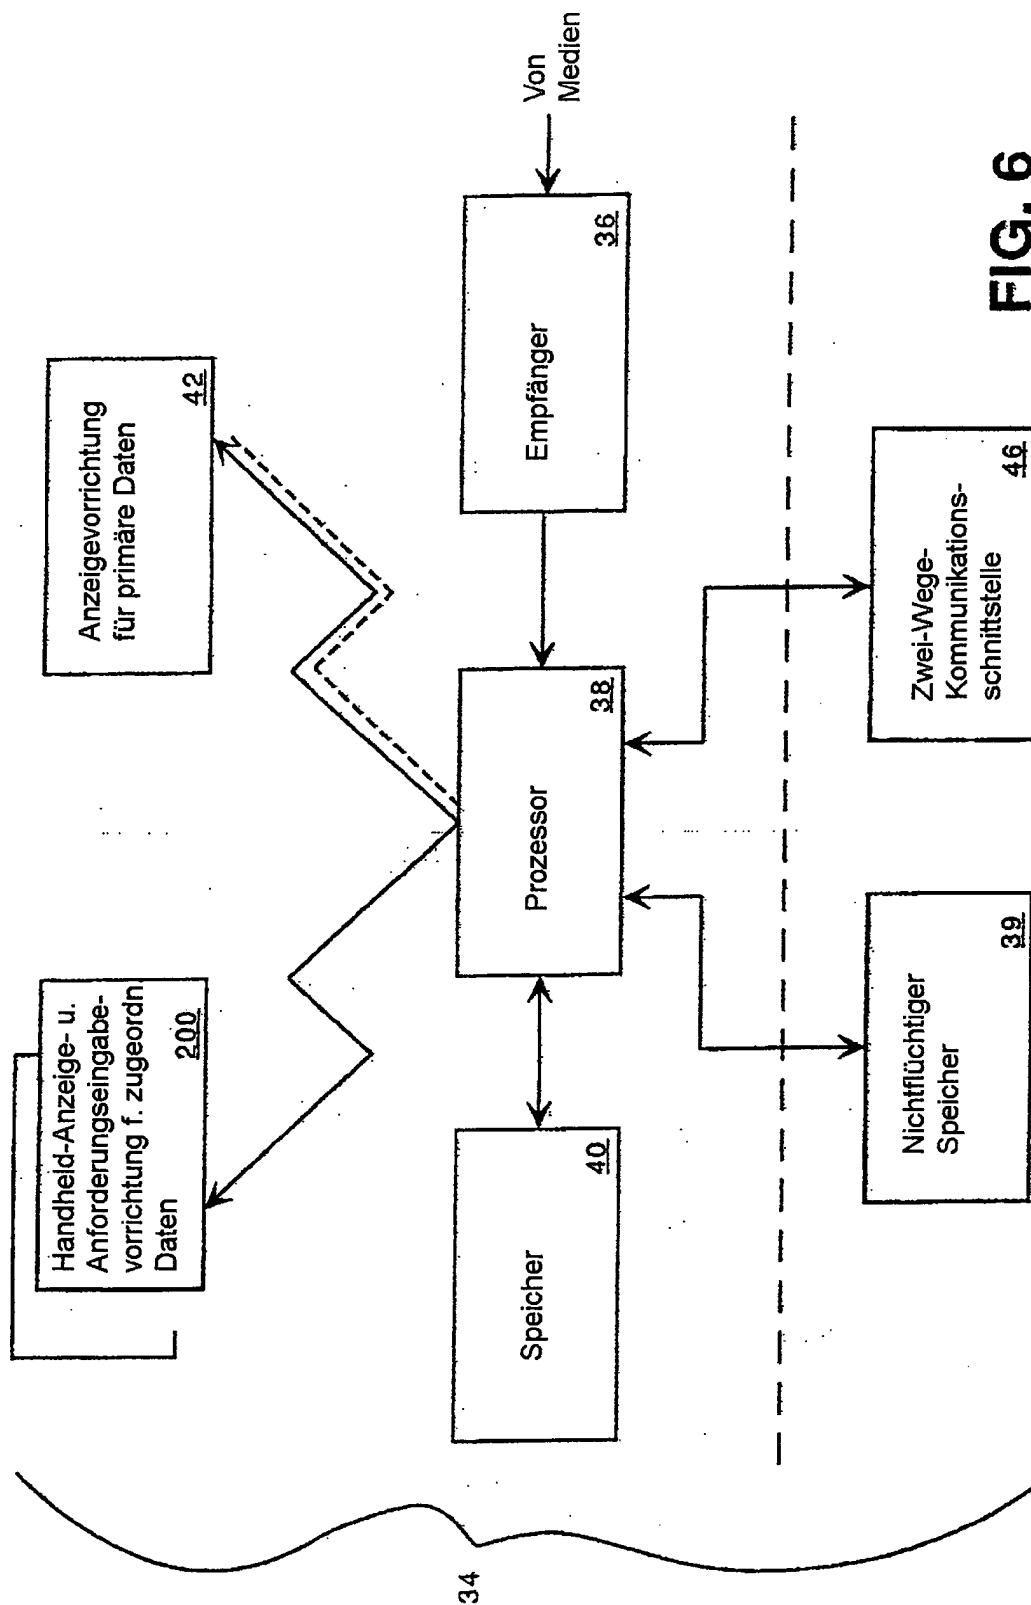 34
Handheld-Anzeige- u.
Anforderungseingabe-
vorrichtung f. zugeordn.
Daten
200
Anzeigevorrichtung
für primäre Daten
42
Speicher
40
Prozessor
38
Empfänger
36
Von
Medien
Nichtflüchtiger
Speicher
39
Zwei-Wege-
Kommunikations-
schnittstelle
46
FIG. 6